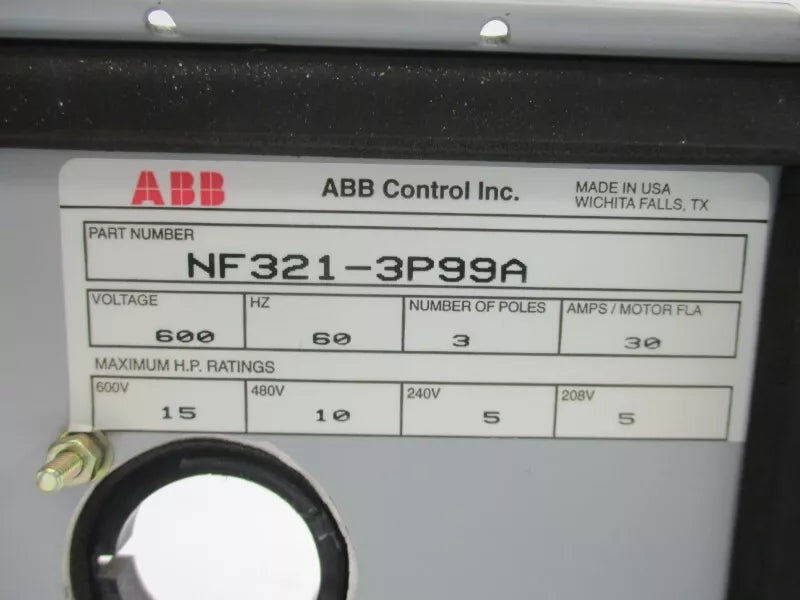 ABB ABB Control Inc. MADE IN USA
WICHITA FALLS, TX
PART NUMBER
NF321-3P99A
VOLTAGE HZ NUMBER OF POLES AMPS / MOTOR FLA
600 60 3 30
MAXIMUM H.P. RATINGS
600V 480V 240V 208V
15 10 5 5